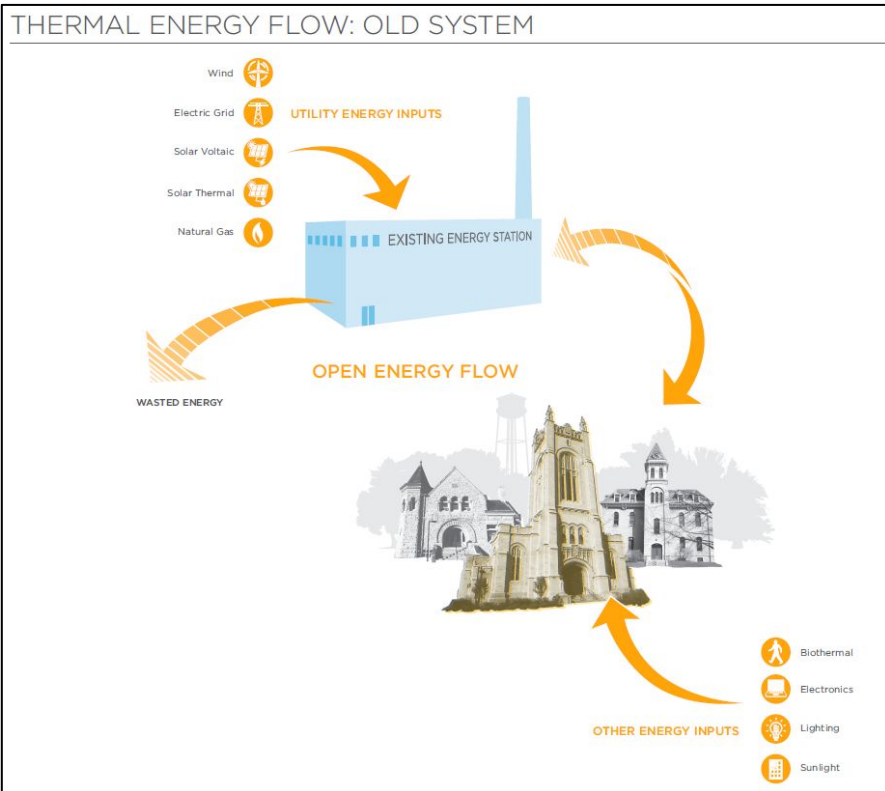 THERMAL ENERGY FLOW: OLD SYSTEM
Wind
Electric Grid
UTILITY ENERGY INPUTS
Solar Voltaic
Solar Thermal
Natural Gas
EXISTING ENERGY STATION
OPEN ENERGY FLOW
WASTED ENERGY
Biothermal
Electronics
OTHER ENERGY INPUTS
Lighting
Sunlight